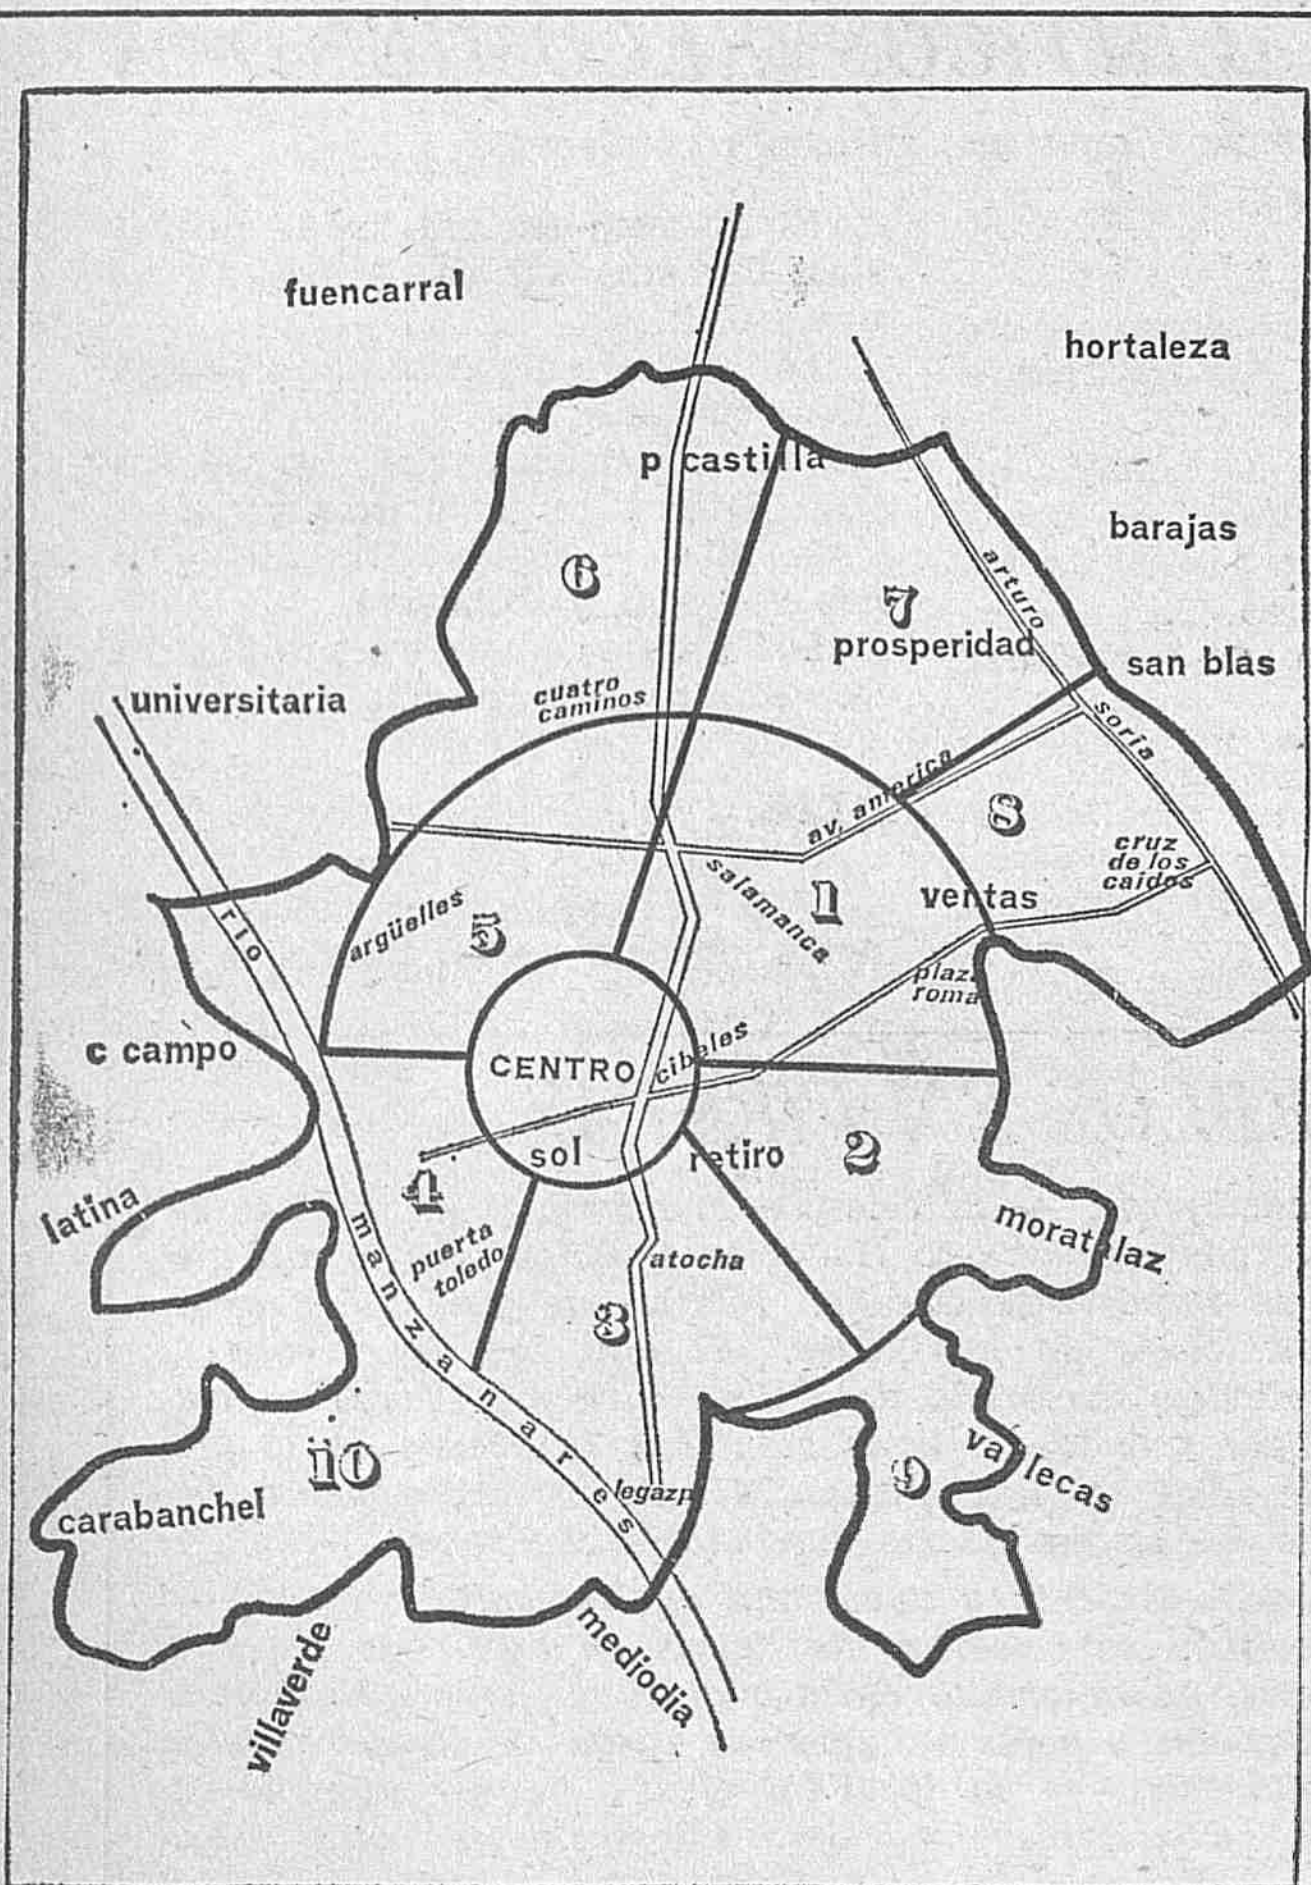 fuencarral
hortaleza
p castilla
barajas
6
arturo
7
prosperidad
san blas
cuatro
caminos
universitaria
soria
av. america
8
cruz
de los
caidos
salamanca
1
ventas
rio
argüelles
5
plaza
roma
c campo
CENTRO
cibeles
sol
retiro
2
4
latina
manzanares
puerta
toledo
moratalaz
atocha
3
10
vallecas
9
legazpi
carabanchel
villaverde
mediodia